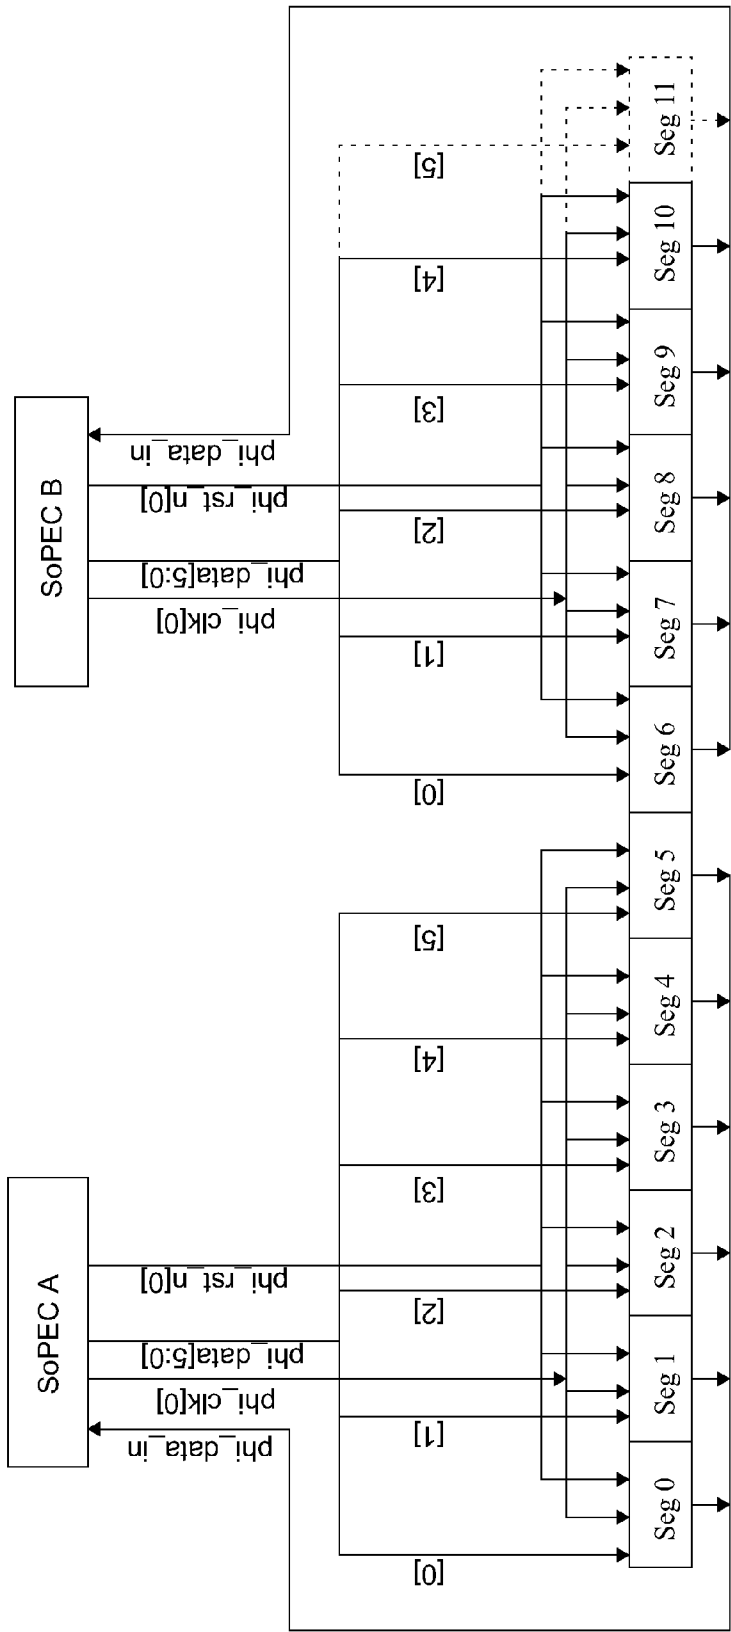 SoPEC A
phi_data_in
phi_clk[0]
phi_data[5:0]
phi_rst_n[0]
[0]
[1]
[2]
[3]
[4]
[5]
Seg 0
Seg 1
Seg 2
Seg 3
Seg 4
Seg 5
SoPEC B
phi_clk[0]
phi_data[5:0]
phi_rst_n[0]
phi_data_in
[0]
[1]
[2]
[3]
[4]
[5]
Seg 6
Seg 7
Seg 8
Seg 9
Seg 10
Seg 11